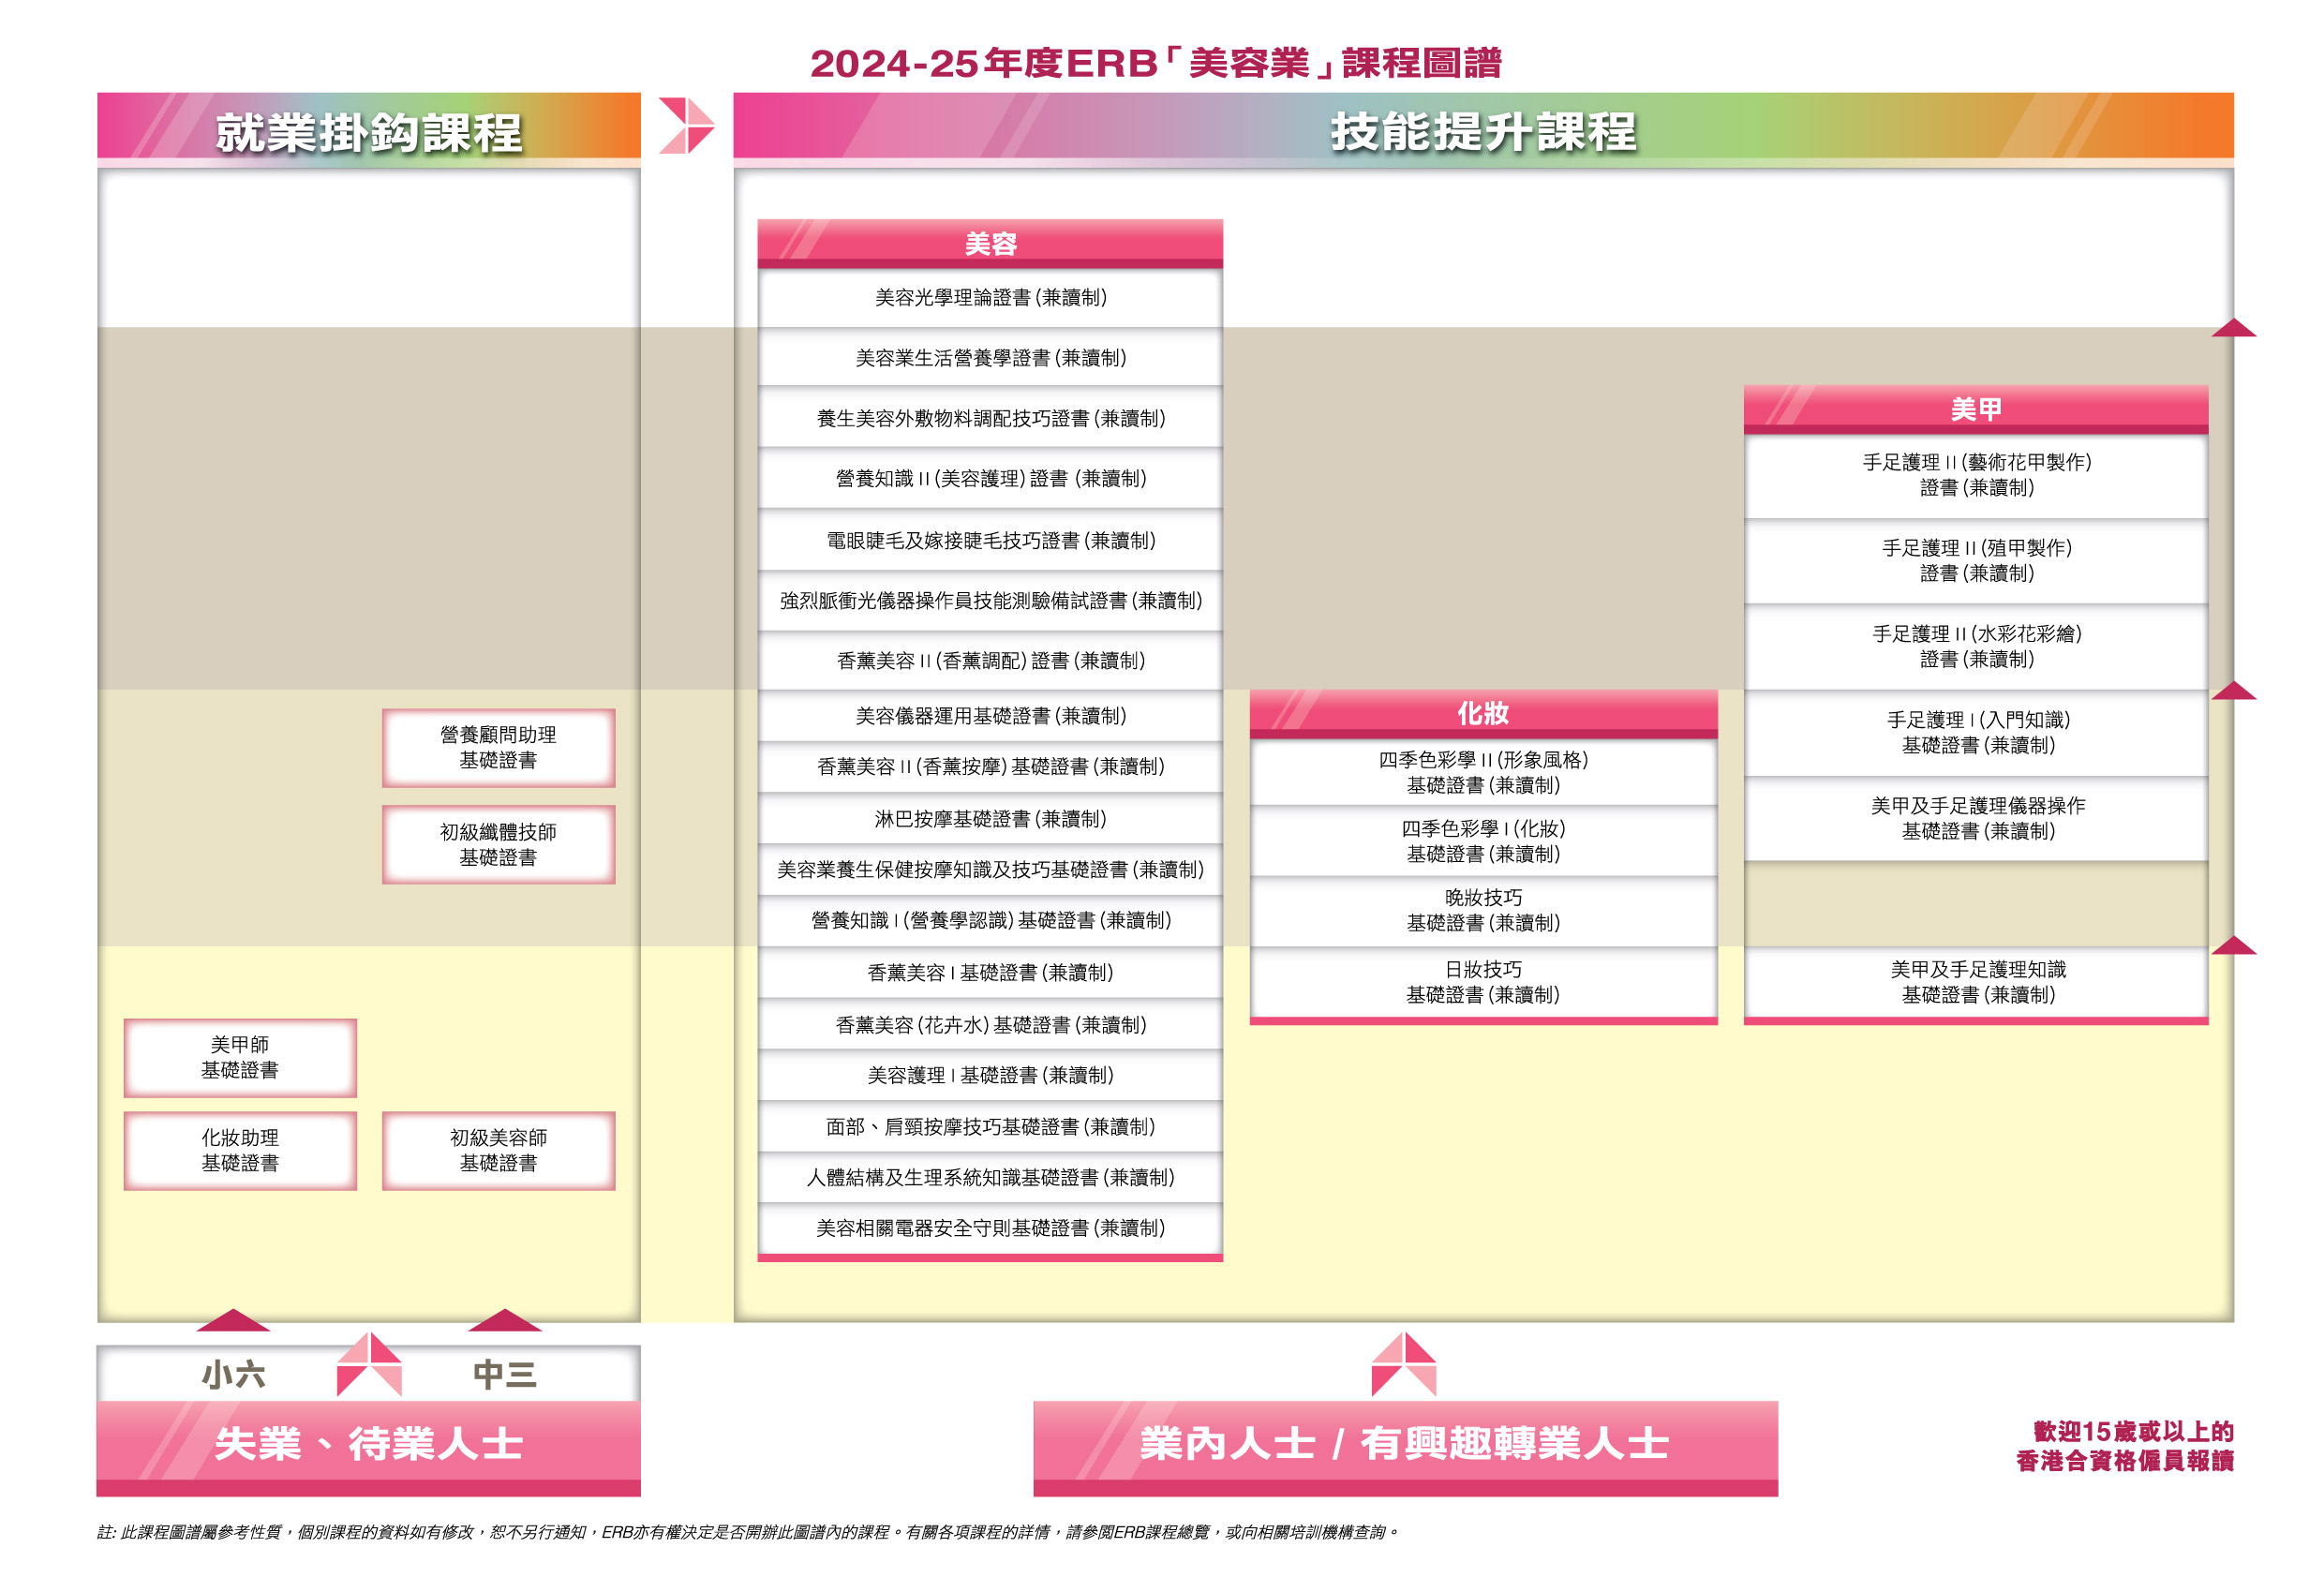 2024-25年度ERB「美容業」課程圖譜
就業掛鈎課程
技能提升課程
美容
美容光學理論證書(兼讀制)
美容業生活營養學證書(兼讀制)
養生美容外敷物料調配技巧證書(兼讀制)
營養知識 II (美容護理) 證書 (兼讀制)
電眼睫毛及嫁接睫毛技巧證書(兼讀制)
強烈脈衝光儀器操作員技能測驗備試證書(兼讀制)
香薰美容 II (香薰調配) 證書(兼讀制)
美容儀器運用基礎證書(兼讀制)
香薰美容 II (香薰按摩) 基礎證書(兼讀制)
淋巴按摩基礎證書(兼讀制)
美容業養生保健按摩知識及技巧基礎證書(兼讀制)
營養知識 I (營養學認識) 基礎證書(兼讀制)
香薰美容 I 基礎證書(兼讀制)
香薰美容(花卉水) 基礎證書(兼讀制)
美容護理 I 基礎證書(兼讀制)
面部、肩頸按摩技巧基礎證書(兼讀制)
人體結構及生理系統知識基礎證書(兼讀制)
美容相關電器安全守則基礎證書(兼讀制)
化妝
四季色彩學 II (形象風格)
基礎證書(兼讀制)
四季色彩學 I (化妝)
基礎證書(兼讀制)
晚妝技巧
基礎證書(兼讀制)
日妝技巧
基礎證書(兼讀制)
美甲
手足護理 II (藝術花甲製作)
證書(兼讀制)
手足護理 II (殖甲製作)
證書(兼讀制)
手足護理 II (水彩花彩繪)
證書(兼讀制)
手足護理 I (入門知識)
基礎證書(兼讀制)
美甲及手足護理儀器操作
基礎證書(兼讀制)
美甲及手足護理知識
基礎證書(兼讀制)
營養顧問助理
基礎證書
初級纖體技師
基礎證書
美甲師
基礎證書
化妝助理
基礎證書
初級美容師
基礎證書
小六
中三
失業、待業人士
業內人士 / 有興趣轉業人士
歡迎15歲或以上的
香港合資格僱員報讀
註: 此課程圖譜屬參考性質，個別課程的資料如有修改，恕不另行通知，ERB亦有權決定是否開辦此圖譜內的課程。有關各項課程的詳情，請參閱ERB課程總覽，或向相關培訓機構查詢。